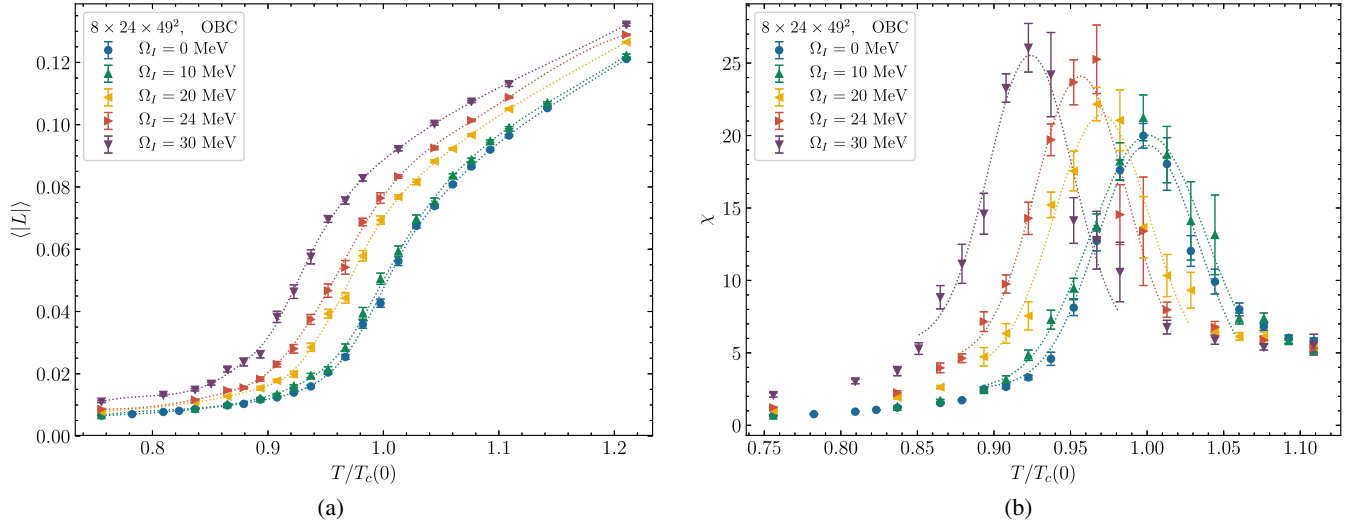 8 × 24 × 49², OBC
Ω_I = 0 MeV
Ω_I = 10 MeV
Ω_I = 20 MeV
Ω_I = 24 MeV
Ω_I = 30 MeV
0.12
0.10
0.08
0.06
0.04
0.02
0.00
⟨|L|⟩
0.8
0.9
1.0
1.1
1.2
T/T_c(0)
(a)
8 × 24 × 49², OBC
Ω_I = 0 MeV
Ω_I = 10 MeV
Ω_I = 20 MeV
Ω_I = 24 MeV
Ω_I = 30 MeV
25
20
15
10
5
0
χ
0.75
0.80
0.85
0.90
0.95
1.00
1.05
1.10
T/T_c(0)
(b)